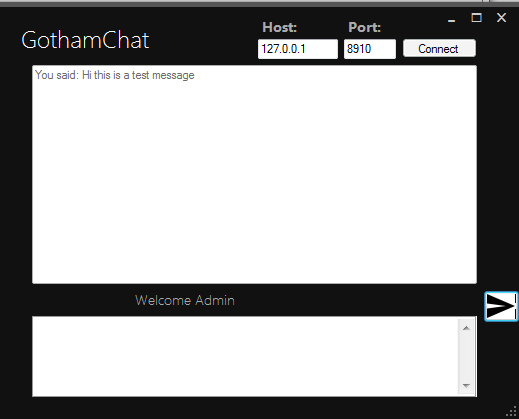 GothamChat
Host:
Port:
127.0.0.1
8910
Connect
You said: Hi this is a test message
Welcome Admin